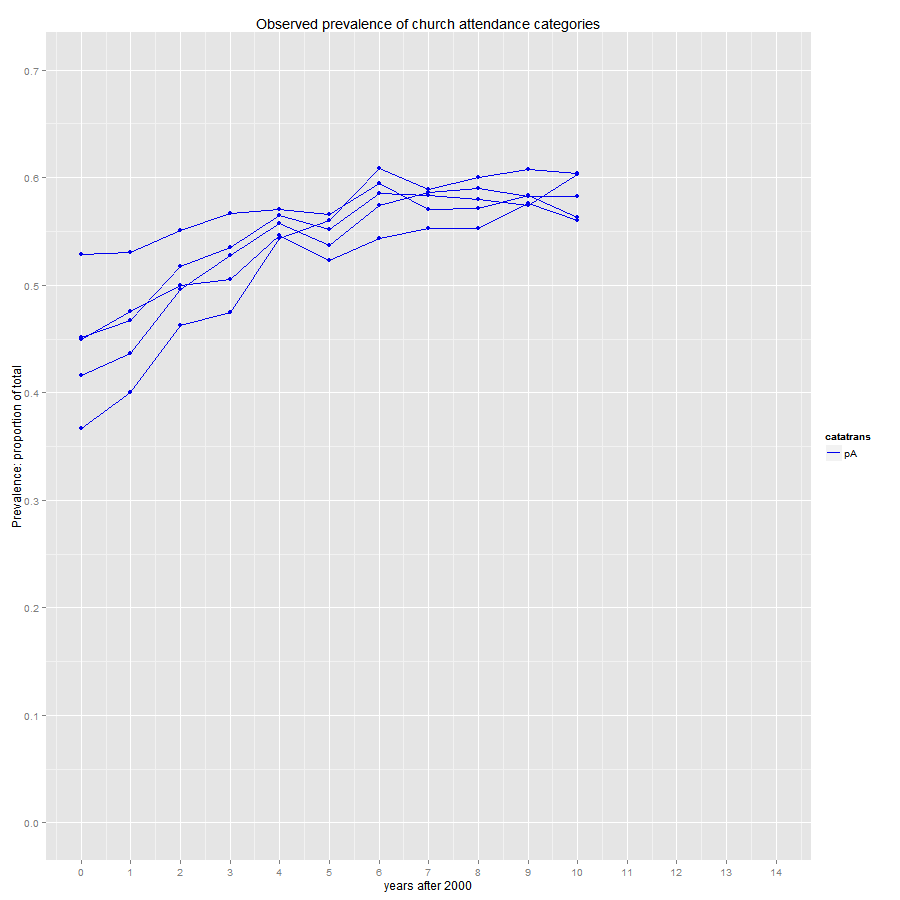 Observed prevalence of church attendance categories
Prevalence: proportion of total
0.7
0.6
0.5
0.4
0.3
0.2
0.1
0.0
0 1 2 3 4 5 6 7 8 9 10 11 12 13 14
years after 2000
catatrans
pA